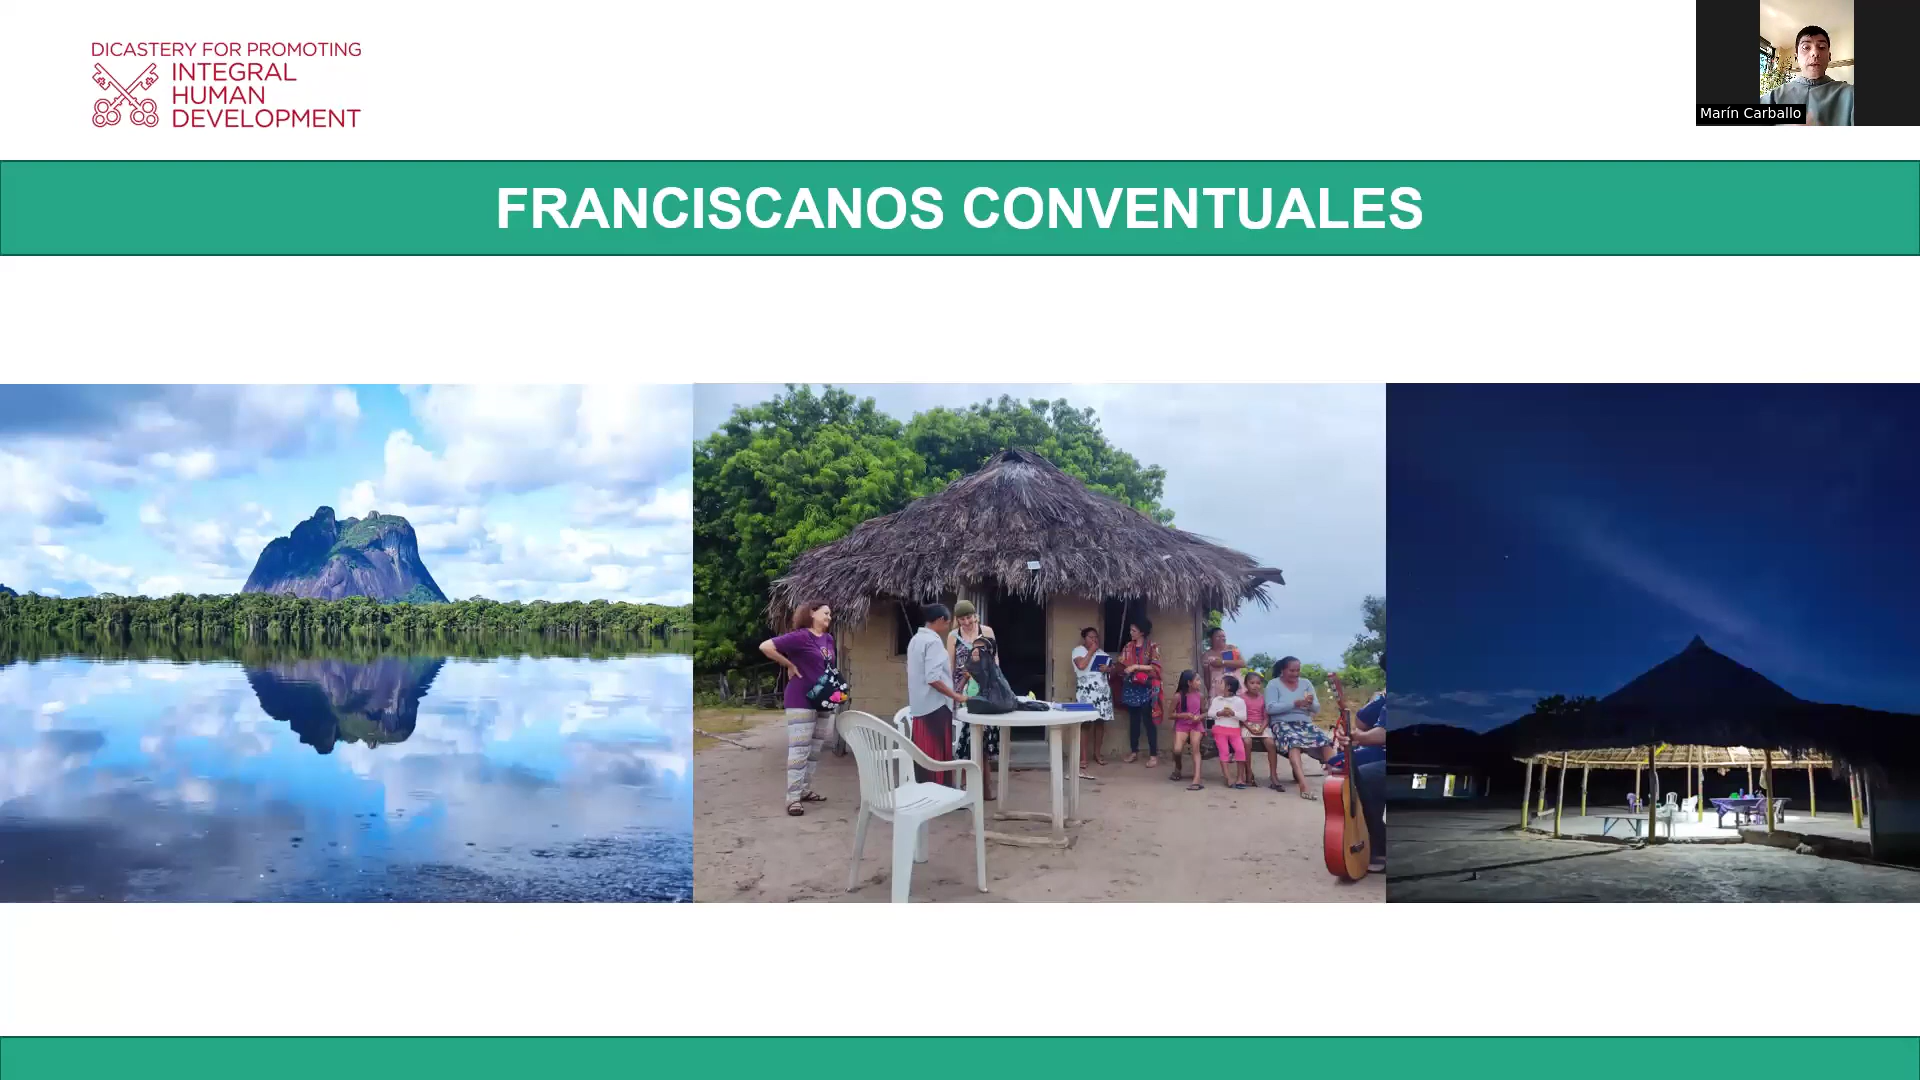 DICASTERY FOR PROMOTING
INTEGRAL
HUMAN
DEVELOPMENT
Marín Carballo
FRANCISCANOS CONVENTUALES